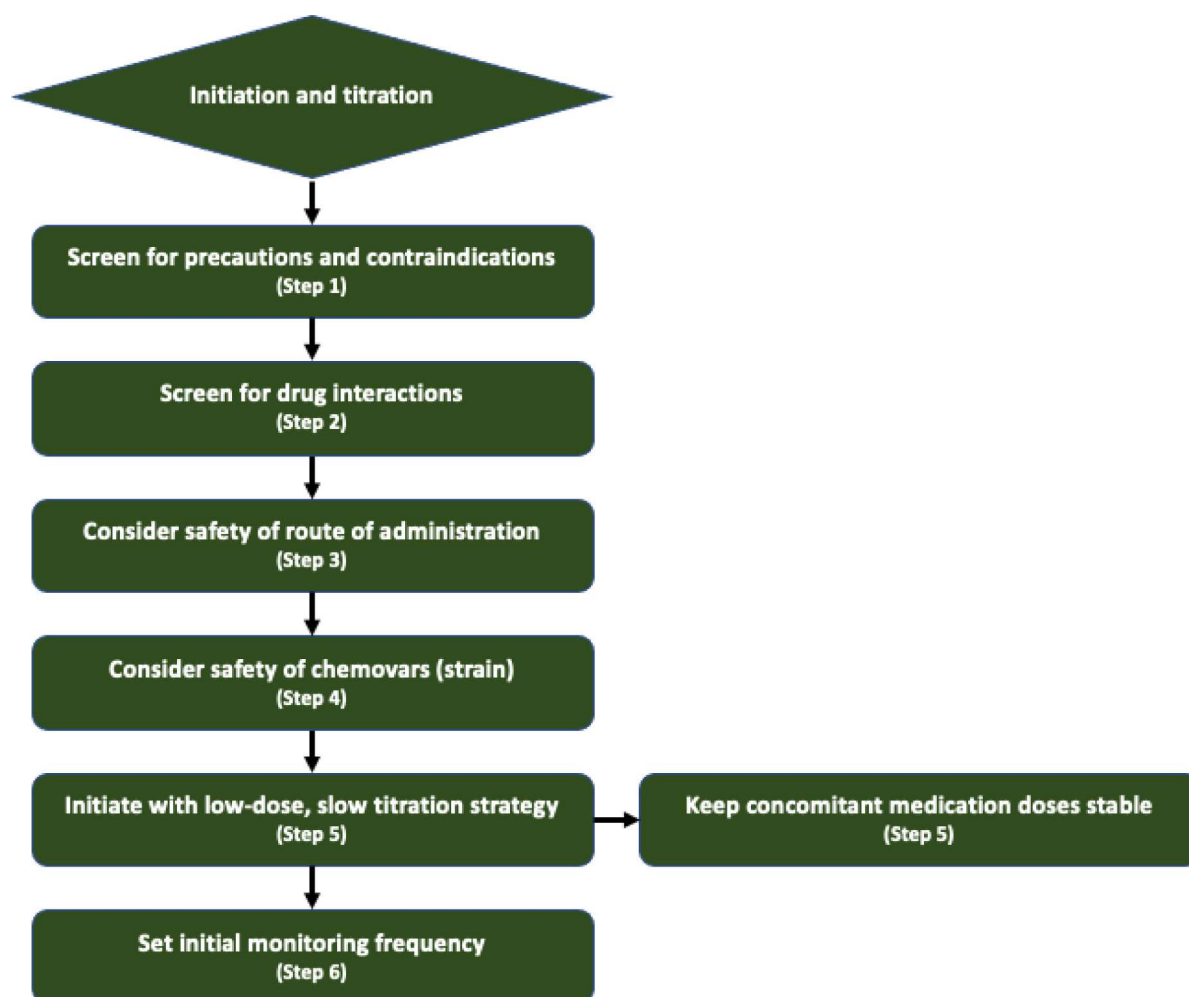 Initiation and titration
Screen for precautions and contraindications
(Step 1)
Screen for drug interactions
(Step 2)
Consider safety of route of administration
(Step 3)
Consider safety of chemovars (strain)
(Step 4)
Initiate with low-dose, slow titration strategy
(Step 5)
Keep concomitant medication doses stable
(Step 5)
Set initial monitoring frequency
(Step 6)